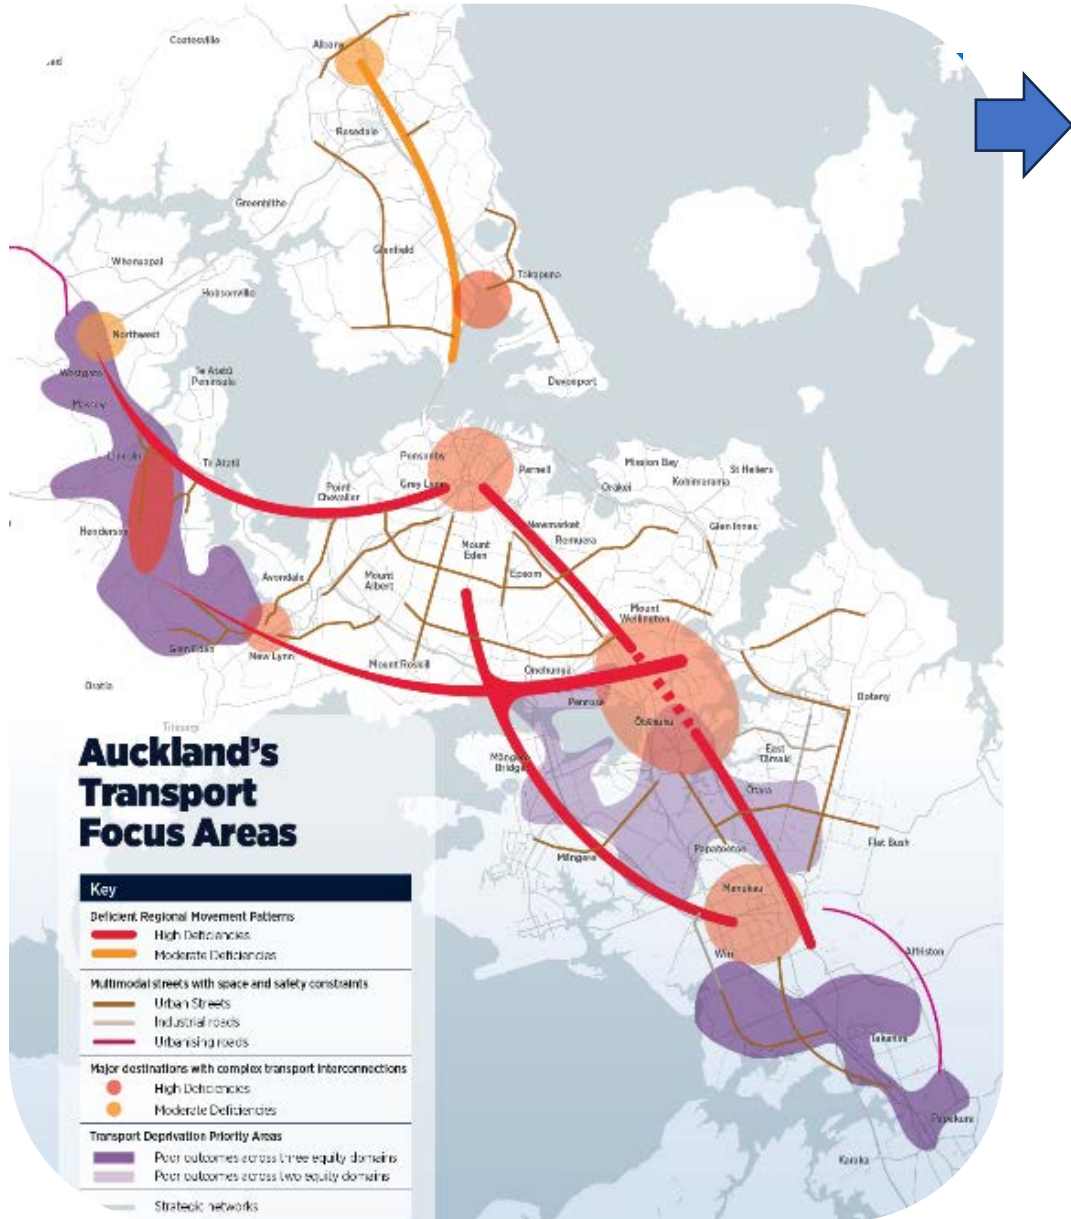 Coatesville
Albany
Rosedale
Greenhithe
Glenfield
Whenuapai
Takapuna
Hobsonville
Northwest
Westgate
Te Atatū
Peninsula
Devonport
Massey
Ponsonby
Lincoln
Te Atatū
Parnell
Mission Bay
St Heliers
Grey Lynn
Orakei
Kohimarama
Point
Chevalier
Henderson
Newmarket
Remuera
Glen Innes
Mount
Eden
Avondale
Mount
Albert
Epsom
Mount
Wellington
Glen Eden
New Lynn
Mount Roskill
Onehunga
Oratia
Penrose
Botany
Titirangi
Ōtāhuhu
Māngere
Bridge
East
Tāmaki
Ōtara
Flat Bush
Māngere
Papatoetoe
Manukau
Alfriston
Takanini
Papakura
Karaka
Auckland's
Transport
Focus Areas
Key
Deficient Regional Movement Patterns
High Deficiencies
Moderate Deficiencies
Multimodal streets with space and safety constraints
Urban Streets
Industrial roads
Urbanising roads
Major destinations with complex transport interconnections
High Deficiencies
Moderate Deficiencies
Transport Deprivation Priority Areas
Poor outcomes across three equity domains
Poor outcomes across two equity domains
Strategic networks